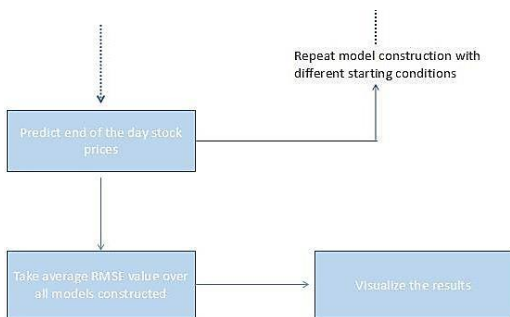 Repeat model construction with
different starting conditions
Predict end of the day stock
prices
Take average RMSE value over
all models constructed
Visualize the results